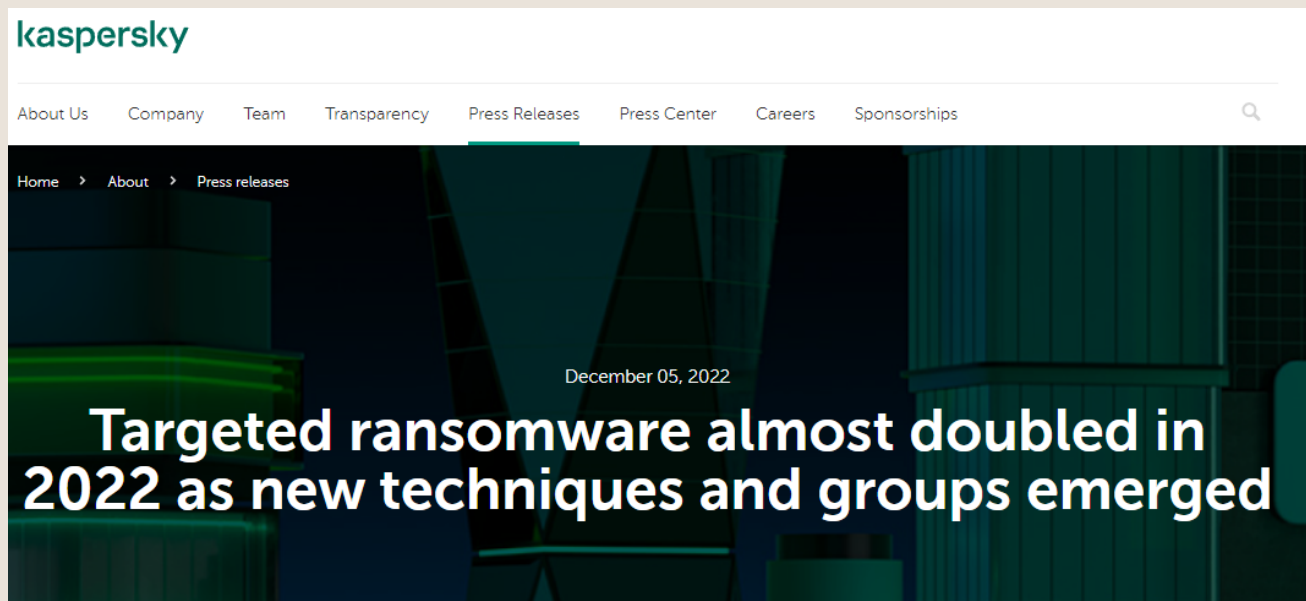 kaspersky
About Us Company Team Transparency Press Releases Press Center Careers Sponsorships
Home > About > Press releases
December 05, 2022
Targeted ransomware almost doubled in
2022 as new techniques and groups emerged